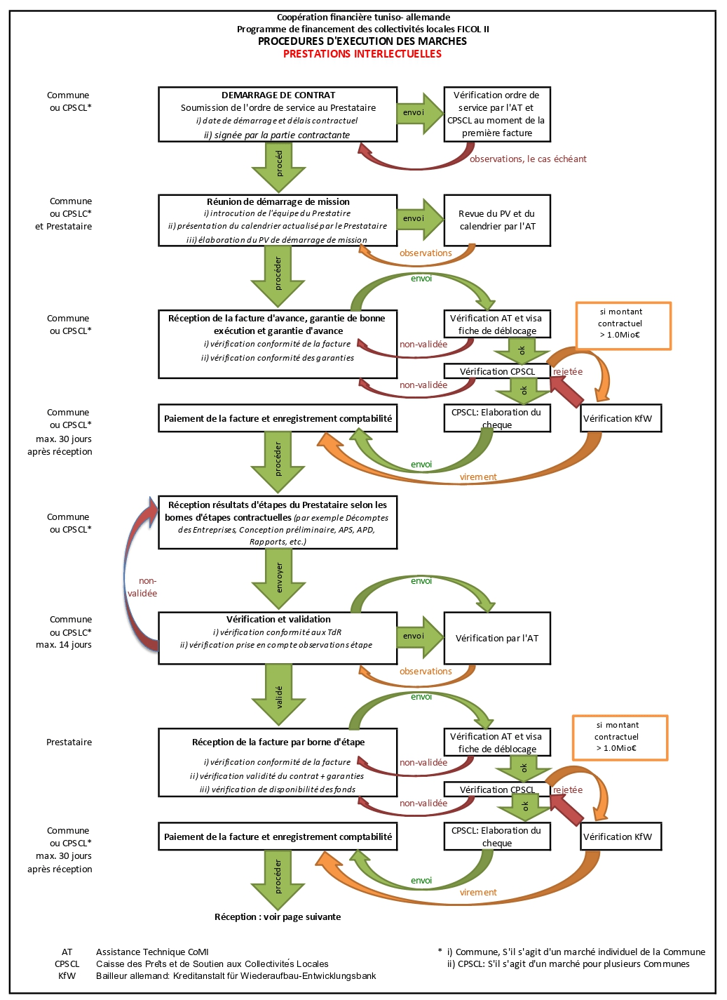 Coopération financière tuniso- allemande
Programme de financement des collectivités locales FICOL II
PROCEDURES D'EXECUTION DES MARCHES
PRESTATIONS INTERLECTUELLES
Commune
ou CPSCL*
DEMARRAGE DE CONTRAT
Soumission de l'ordre de service au Prestataire
i) date de démarrage et délais contractuel
ii) signée par la partie contractante
envoi
Vérification ordre de
service par l'AT et
CPSCL au moment de la
première facture
procéd
observations, le cas échéant
Commune
ou CPSLC*
et Prestataire
Réunion de démarrage de mission
i) introcution de l'équipe du Prestatire
ii) présentation du calendrier actualisé par le Prestataire
iii) élaboration du PV de démarrage de mission
envoi
Revue du PV et du
calendrier par l'AT
observations
procéder
envoi
Commune
ou CPSCL*
Réception de la facture d'avance, garantie de bonne
exécution et garantie d'avance
i) vérification conformité de la facture
ii) vérification conformité des garanties
Vérification AT et visa
fiche de déblocage
si montant
contractuel
> 1.0Mio€
non-validée
ok
Vérification CPSCL
rejetée
non-validée
ok
Commune
ou CPSCL*
max. 30 jours
après réception
Paiement de la facture et enregistrement comptabilité
CPSCL: Elaboration du
cheque
Vérification KfW
procéder
envoi
virement
Commune
ou CPSCL*
Réception résultats d'étapes du Prestataire selon les
bornes d'étapes contractuelles (par exemple Décomptes
des Entreprises, Conception préliminaire, APS, APD,
Rapports, etc.)
non-
validée
envoyer
envoi
Commune
ou CPSLC*
max. 14 jours
Vérification et validation
i) vérification conformité aux TdR
ii) vérification prise en compte observations étape
envoi
Vérification par l'AT
observations
validé
envoi
Prestataire
Réception de la facture par borne d'étape
i) vérification conformité de la facture
ii) vérification validité du contrat + garanties
iii) vérification de disponibilité des fonds
Vérification AT et visa
fiche de déblocage
si montant
contractuel
> 1.0Mio€
non-validée
ok
Vérification CPSCL
rejetée
non-validée
ok
Commune
ou CPSCL*
max. 30 jours
après réception
Paiement de la facture et enregistrement comptabilité
CPSCL: Elaboration du
cheque
Vérification KfW
procéder
envoi
virement
Réception : voir page suivante
AT Assistance Technique CoMI
CPSCL Caisse des Prêts et de Soutien aux Collectivités Locales
KfW Bailleur allemand: Kreditanstalt für Wiederaufbau-Entwicklungsbank
* i) Commune, S'il s'agit d'un marché individuel de la Commune
ii) CPSCL: S'il s'agit d'un marché pour plusieurs Communes